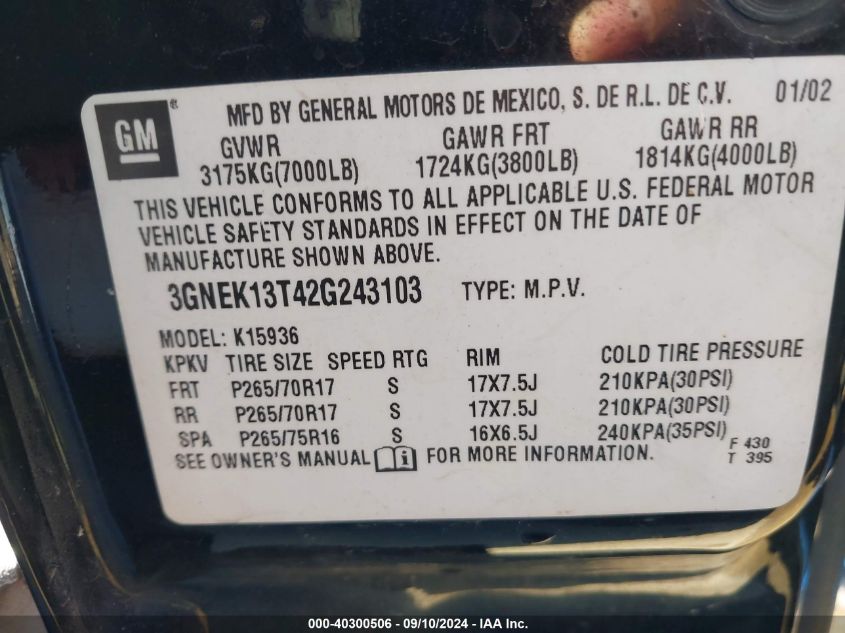 GM®
MFD BY GENERAL MOTORS DE MEXICO, S. DE R.L. DE C.V. 01/02
GVWR GAWR FRT GAWR RR
3175KG(7000LB) 1724KG(3800LB) 1814KG(4000LB)
THIS VEHICLE CONFORMS TO ALL APPLICABLE U.S. FEDERAL MOTOR
VEHICLE SAFETY STANDARDS IN EFFECT ON THE DATE OF
MANUFACTURE SHOWN ABOVE.
3GNEK13T42G243103 TYPE: M.P.V.
MODEL: K15936
KPKV TIRE SIZE SPEED RTG RIM COLD TIRE PRESSURE
FRT P265/70R17 S 17X7.5J 210KPA(30PSI)
RR P265/70R17 S 17X7.5J 210KPA(30PSI)
SPA P265/75R16 S 16X6.5J 240KPA(35PSI)
SEE OWNER'S MANUAL i FOR MORE INFORMATION.
F 430
T 395
000-40300506 - 09/10/2024 - IAA Inc.